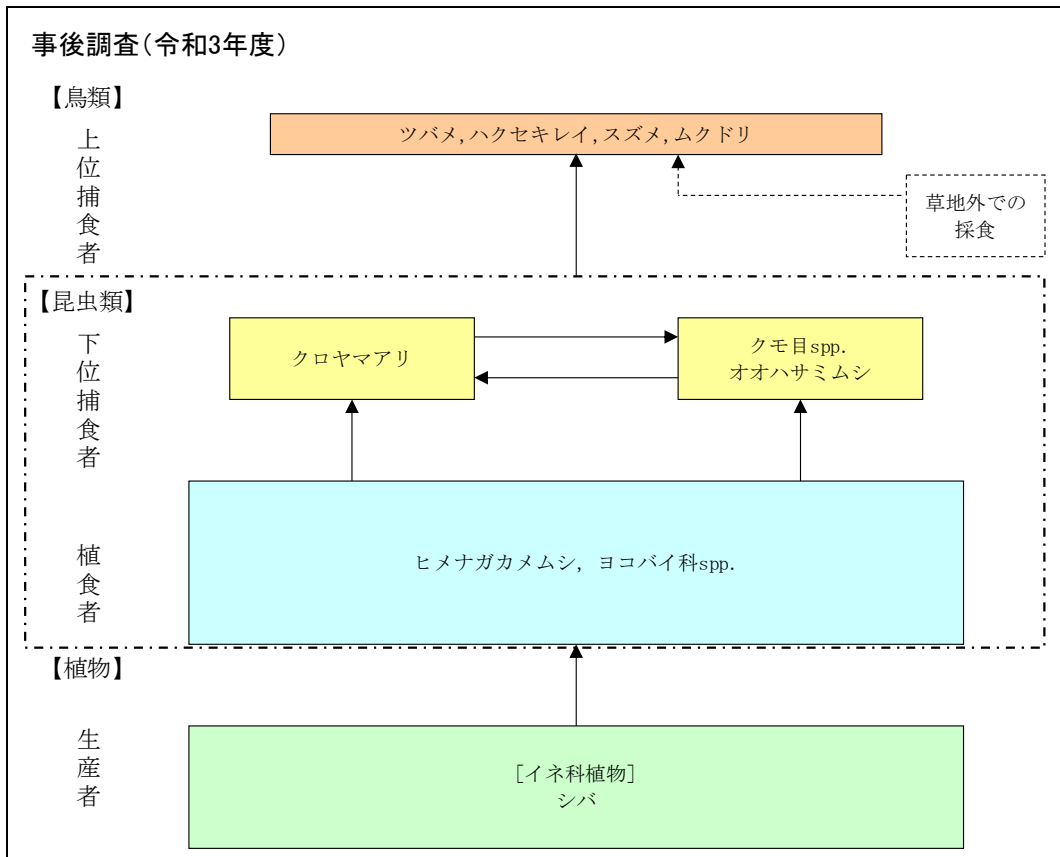 事後調査(令和3年度)
【鳥類】
上位捕食者
ツバメ,ハクセキレイ,スズメ,ムクドリ
草地外での
採食
【昆虫類】
下位捕食者
クロヤマアリ
クモ目spp.
オオハサミムシ
植食者
ヒメナガカメムシ, ヨコバイ科spp.
【植物】
生産者
[イネ科植物]
シバ